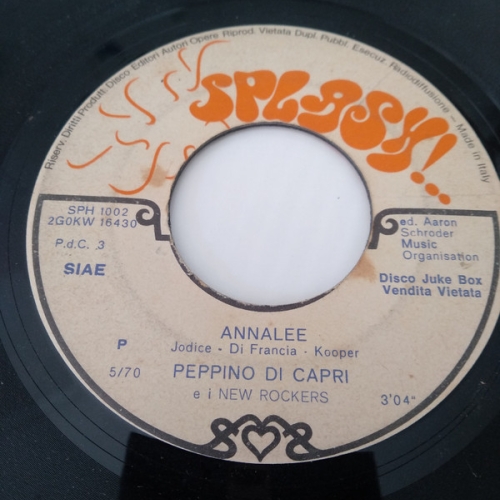 Riserv. Diritti Produtt. Disco Editori Autori Opere Riprod. Vietata Dupl. Pubbl. Esecuz. Radiodiffusione - Made in Italy
SPLASH!..
SPH 1002
2G0KW 16430
P.d.C. 3
SIAE
ed. Aaron
Schroder
Music
Organisation
Disco Juke Box
Vendita Vietata
ANNALEE
P
Jodice - Di Francia - Kooper
5/70
PEPPINO DI CAPRI
e i NEW ROCKERS
3'04"